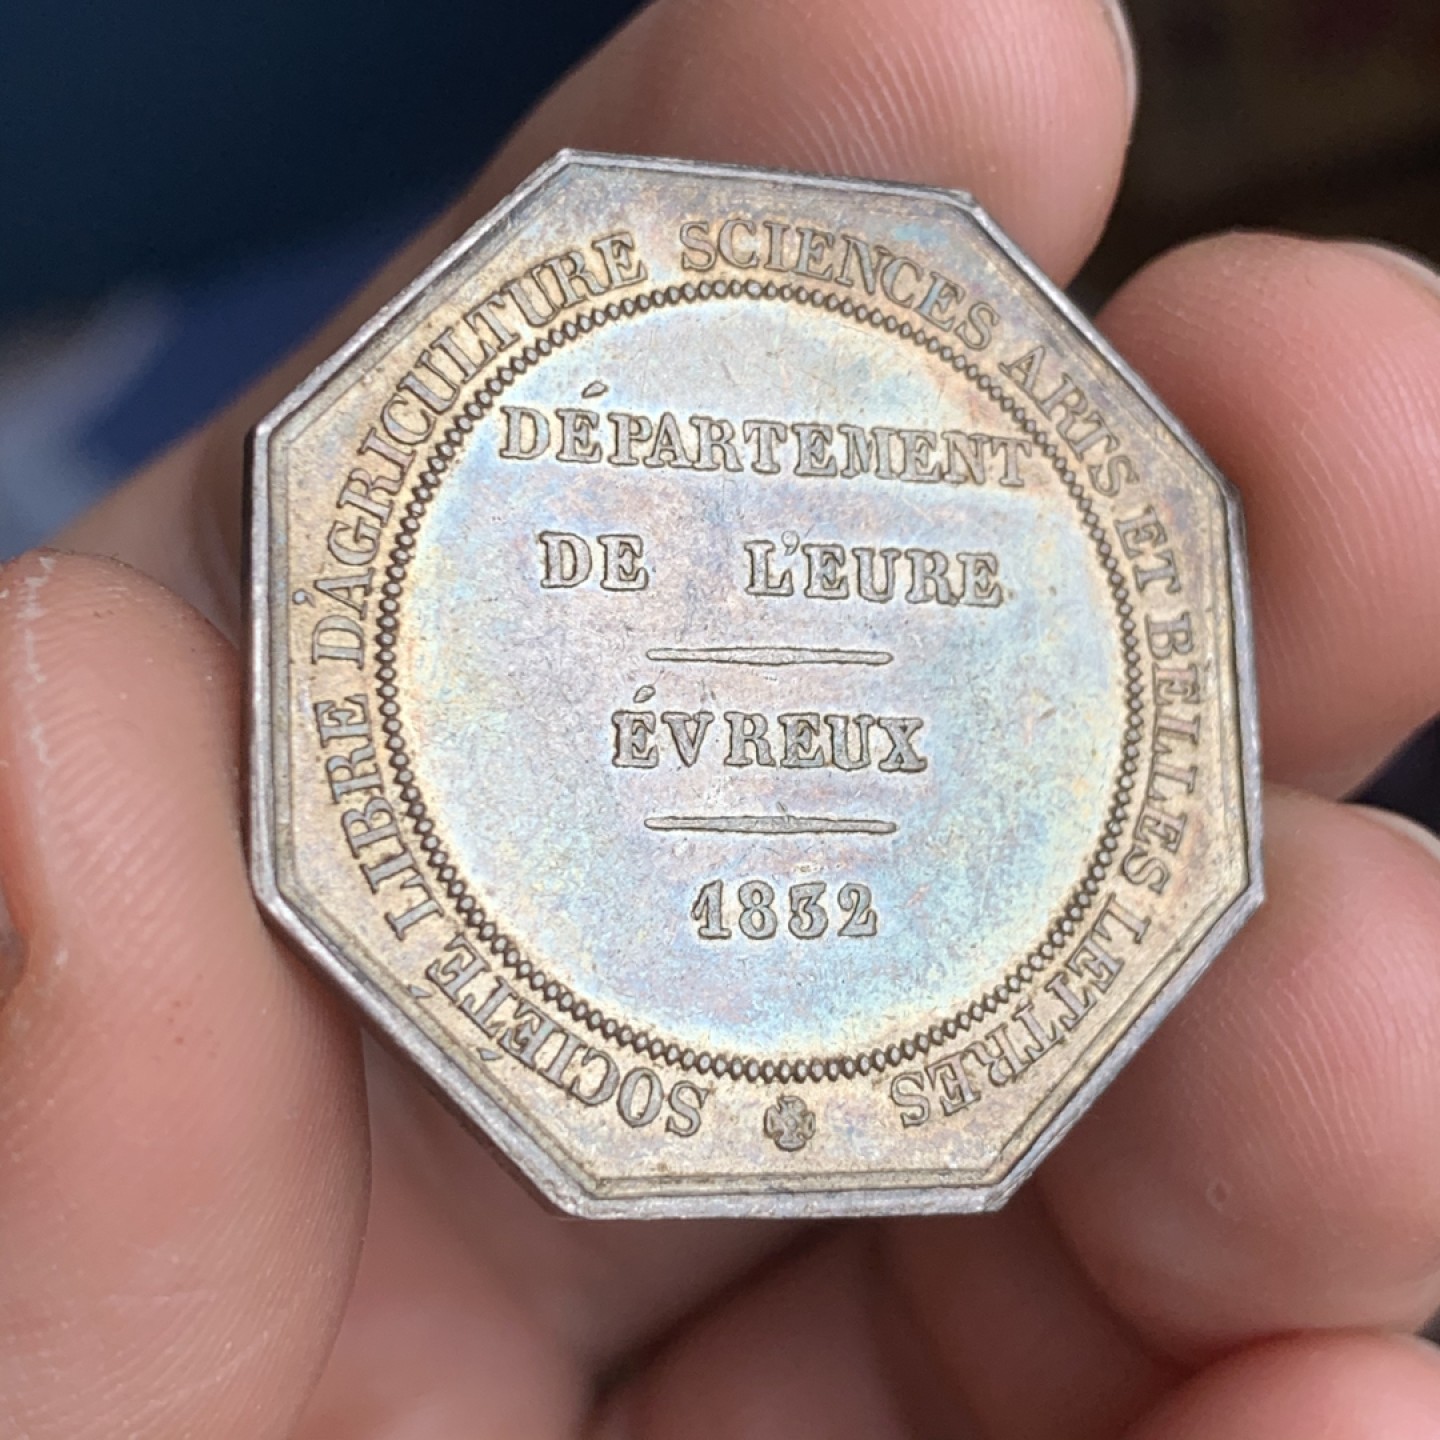 SOCIÉTÉ LIBRE D'AGRICULTURE SCIENCES ARTS ET BELLES LETTRES
DÉPARTEMENT
DE L'EURE
ÉVREUX
1832